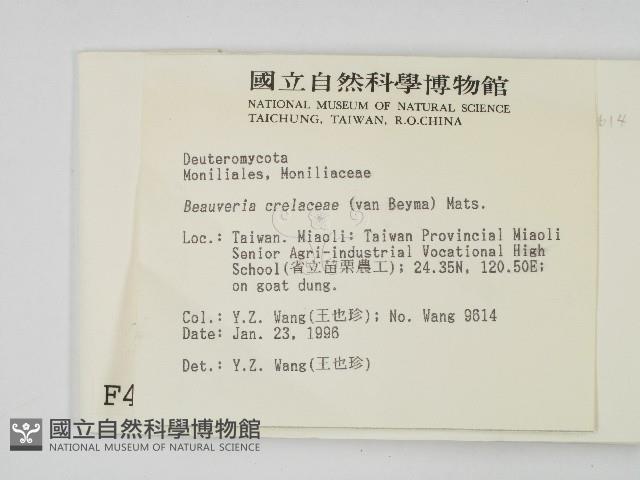 國立自然科學博物館
NATIONAL MUSEUM OF NATURAL SCIENCE
TAICHUNG, TAIWAN, R.O.CHINA
614
Deuteromycota
Moniliales, Moniliaceae
Beauveria crelaceae (van Beyma) Mats.
Loc.: Taiwan. Miaoli: Taiwan Provincial Miaoli
Senior Agri-industrial Vocational High
School(省立苗栗農工); 24.35N, 120.50E;
on goat dung.
Col.: Y.Z. Wang(王也珍); No. Wang 9614
Date: Jan. 23, 1996
Det.: Y.Z. Wang(王也珍)
F4
國立自然科學博物館
NATIONAL MUSEUM OF NATURAL SCIENCE